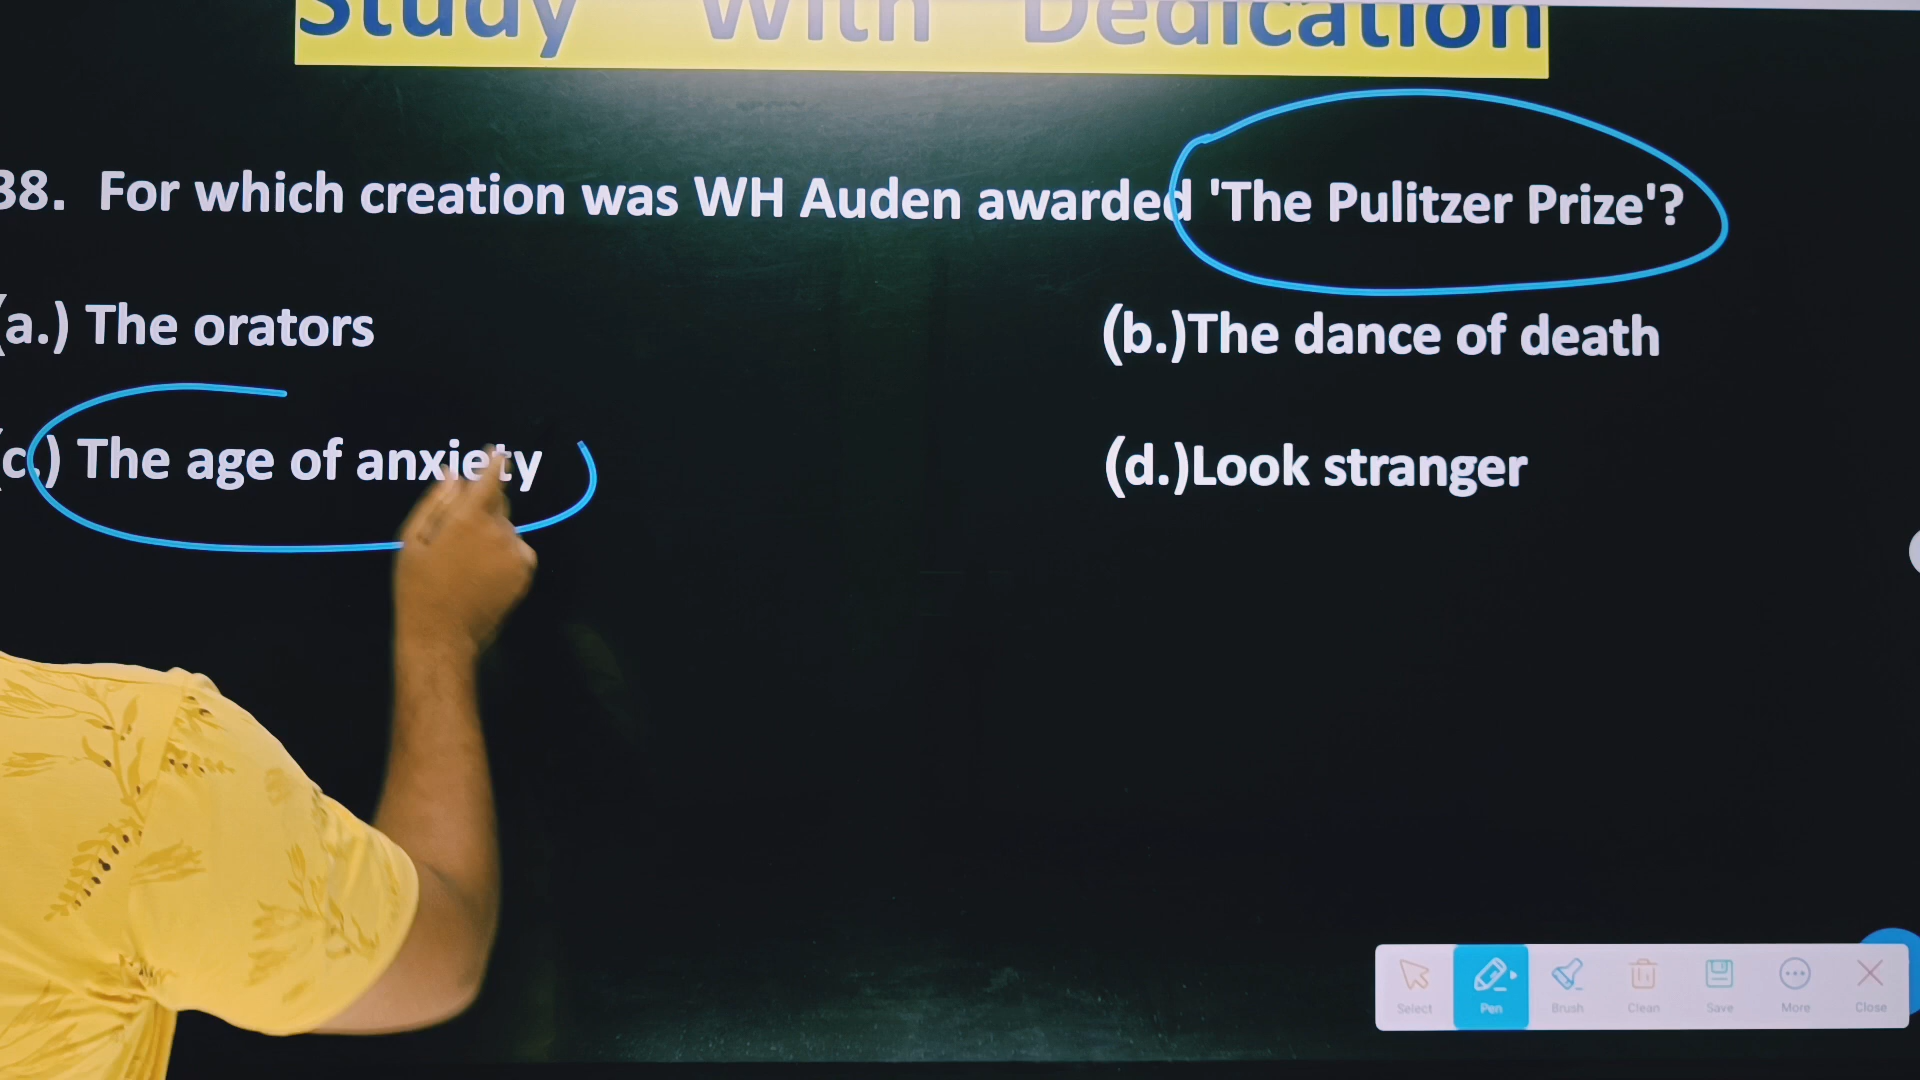 Study With Dedication
38. For which creation was WH Auden awarded 'The Pulitzer Prize'?
(a.) The orators
(b.)The dance of death
(c.) The age of anxiety
(d.)Look stranger
Select Pen Brush Clean Save More Close